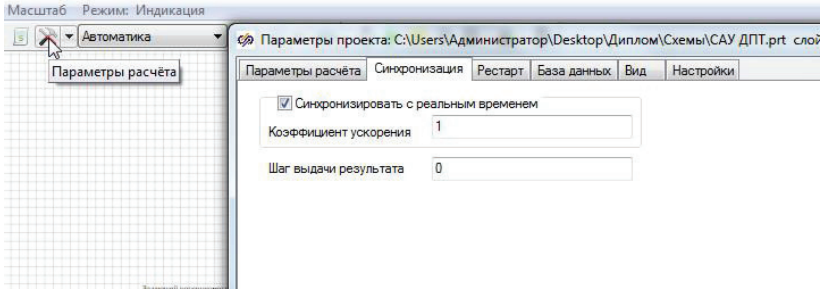 Масштаб Режим: Индикация
Автоматика
Параметры расчёта
Параметры проекта: C:\Users\Администратор\Desktop\Диплом\Схемы\САУ ДПТ.prt слой
Параметры расчёта Синхронизация Рестарт База данных Вид Настройки
Синхронизировать с реальным временем
Коэффициент ускорения 1
Шаг выдачи результата 0